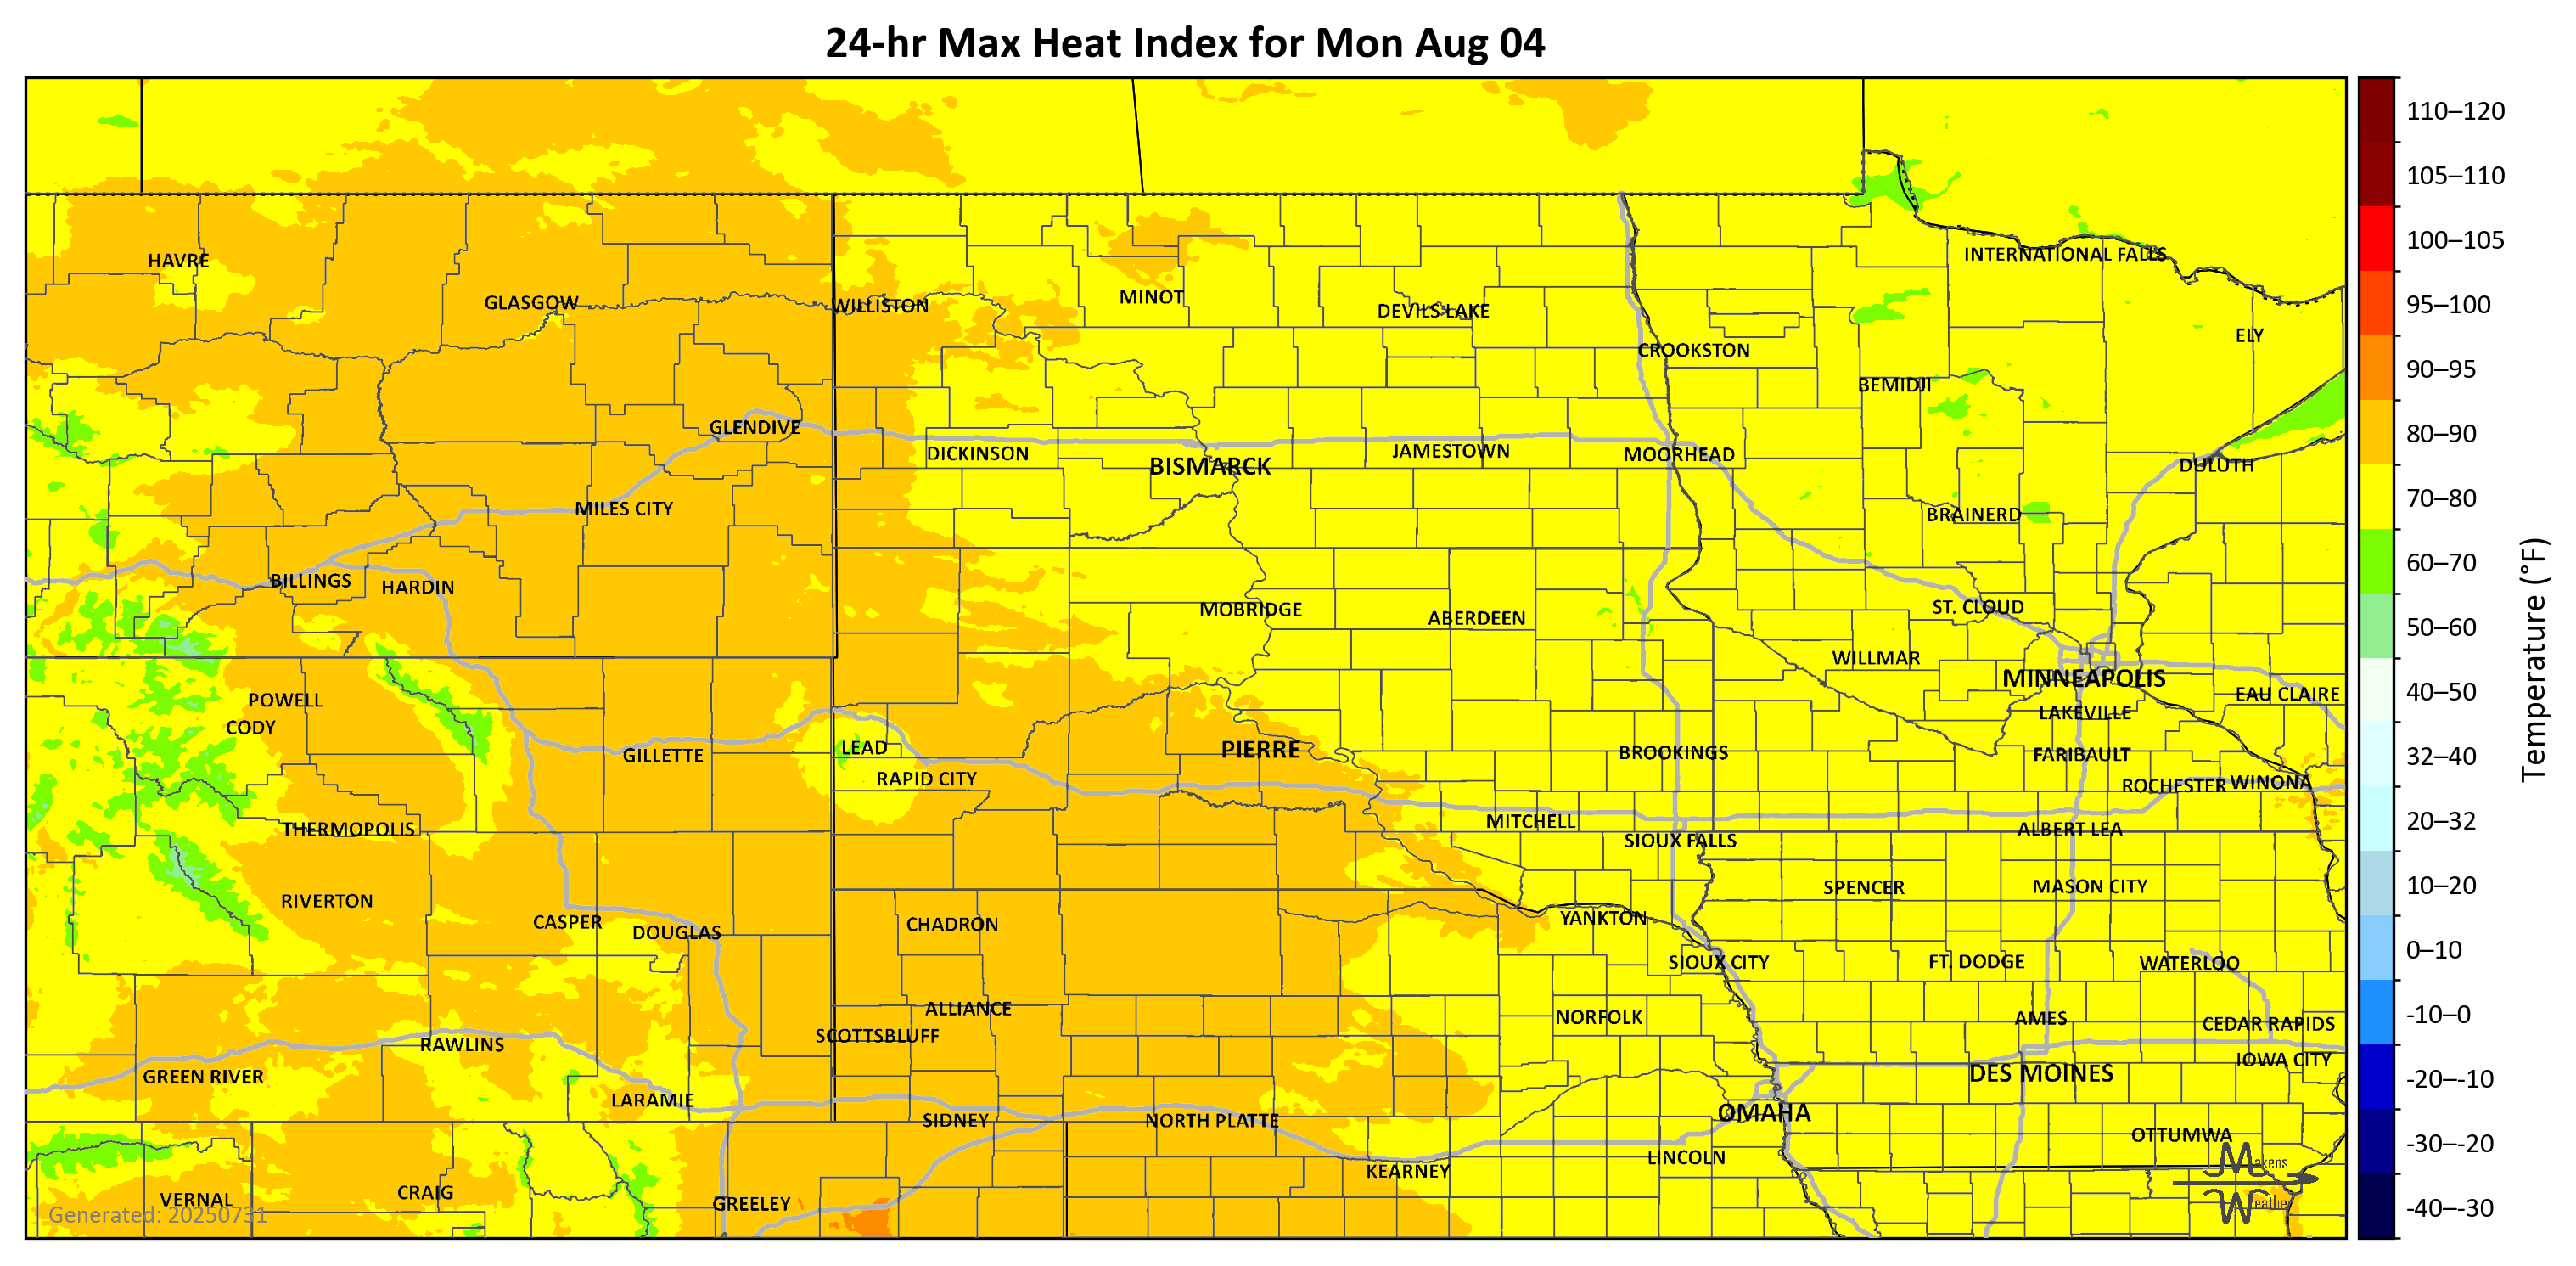 24-hr Max Heat Index for Mon Aug 04
110–120
105–110
100–105
95–100
90–95
80–90
70–80
60–70
50–60
40–50
32–40
20–32
10–20
0–10
-10–0
-20–-10
-30–-20
-40–-30
Temperature (°F)
INTERNATIONAL FALLS
HAVRE
GLASGOW
WILLISTON
MINOT
DEVILS LAKE
ELY
CROOKSTON
BEMIDJI
GLENDIVE
DICKINSON
BISMARCK
JAMESTOWN
MOORHEAD
DULUTH
MILES CITY
BRAINERD
BILLINGS
HARDIN
MOBRIDGE
ABERDEEN
ST. CLOUD
WILLMAR
MINNEAPOLIS
EAU CLAIRE
POWELL
CODY
LAKEVILLE
GILLETTE
LEAD
PIERRE
BROOKINGS
FARIBAULT
RAPID CITY
ROCHESTER
WINONA
THERMOPOLIS
MITCHELL
SIOUX FALLS
ALBERT LEA
RIVERTON
SPENCER
MASON CITY
CASPER
DOUGLAS
CHADRON
YANKTON
SIOUX CITY
FT. DODGE
WATERLOO
ALLIANCE
SCOTTSBLUFF
NORFOLK
AMES
CEDAR RAPIDS
RAWLINS
IOWA CITY
GREEN RIVER
DES MOINES
LARAMIE
SIDNEY
NORTH PLATTE
OMAHA
OTTUMWA
KEARNEY
LINCOLN
VERNAL
CRAIG
GREELEY
Makens
Weather
Generated: 20250731